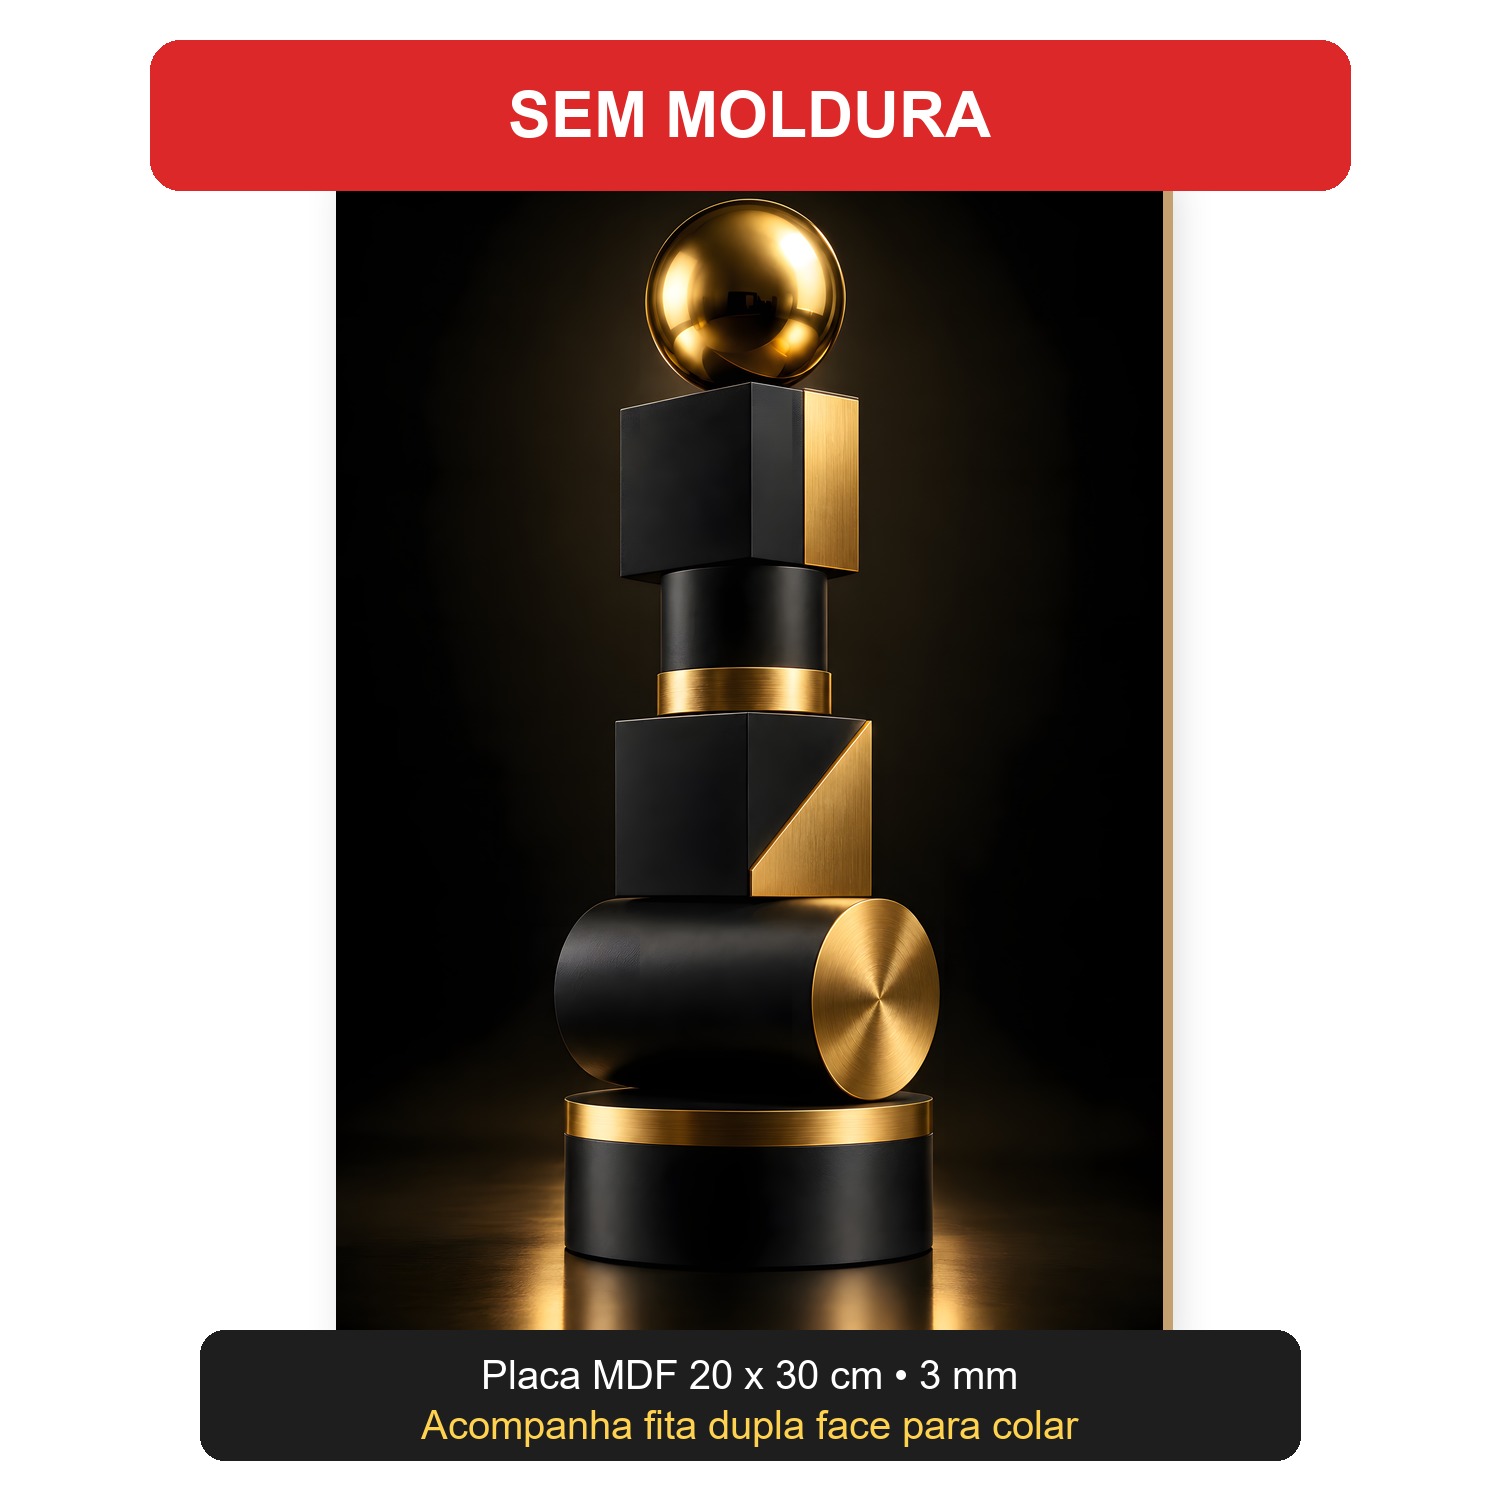 SEM MOLDURA
Placa MDF 20 x 30 cm • 3 mm
Acompanha fita dupla face para colar